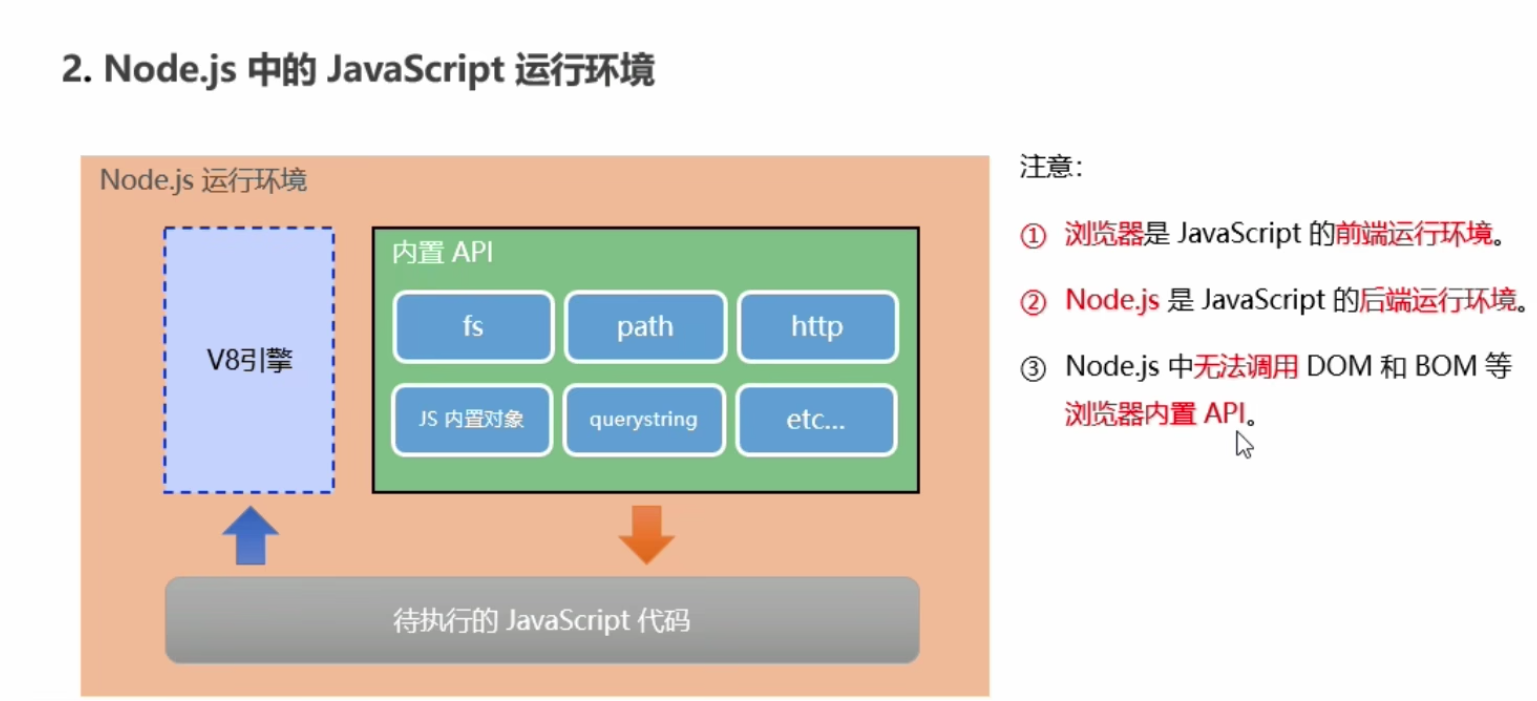 2. Node.js 中的 JavaScript 运行环境
Node.js 运行环境
V8引擎
内置 API
fs
path
http
JS 内置对象
querystring
etc...
待执行的 JavaScript 代码
注意：
① 浏览器是 JavaScript 的前端运行环境。
② Node.js 是 JavaScript 的后端运行环境。
③ Node.js 中无法调用 DOM 和 BOM 等
浏览器内置 API。